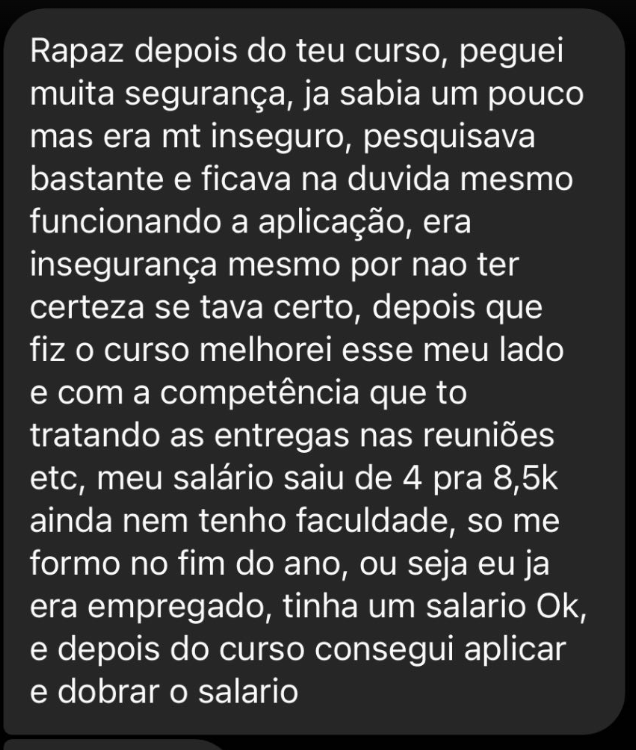 Rapaz depois do teu curso, peguei
muita segurança, ja sabia um pouco
mas era mt inseguro, pesquisava
bastante e ficava na duvida mesmo
funcionando a aplicação, era
insegurança mesmo por nao ter
certeza se tava certo, depois que
fiz o curso melhorei esse meu lado
e com a competência que to
tratando as entregas nas reuniões
etc, meu salário saiu de 4 pra 8,5k
ainda nem tenho faculdade, so me
formo no fim do ano, ou seja eu ja
era empregado, tinha um salario Ok,
e depois do curso consegui aplicar
e dobrar o salario